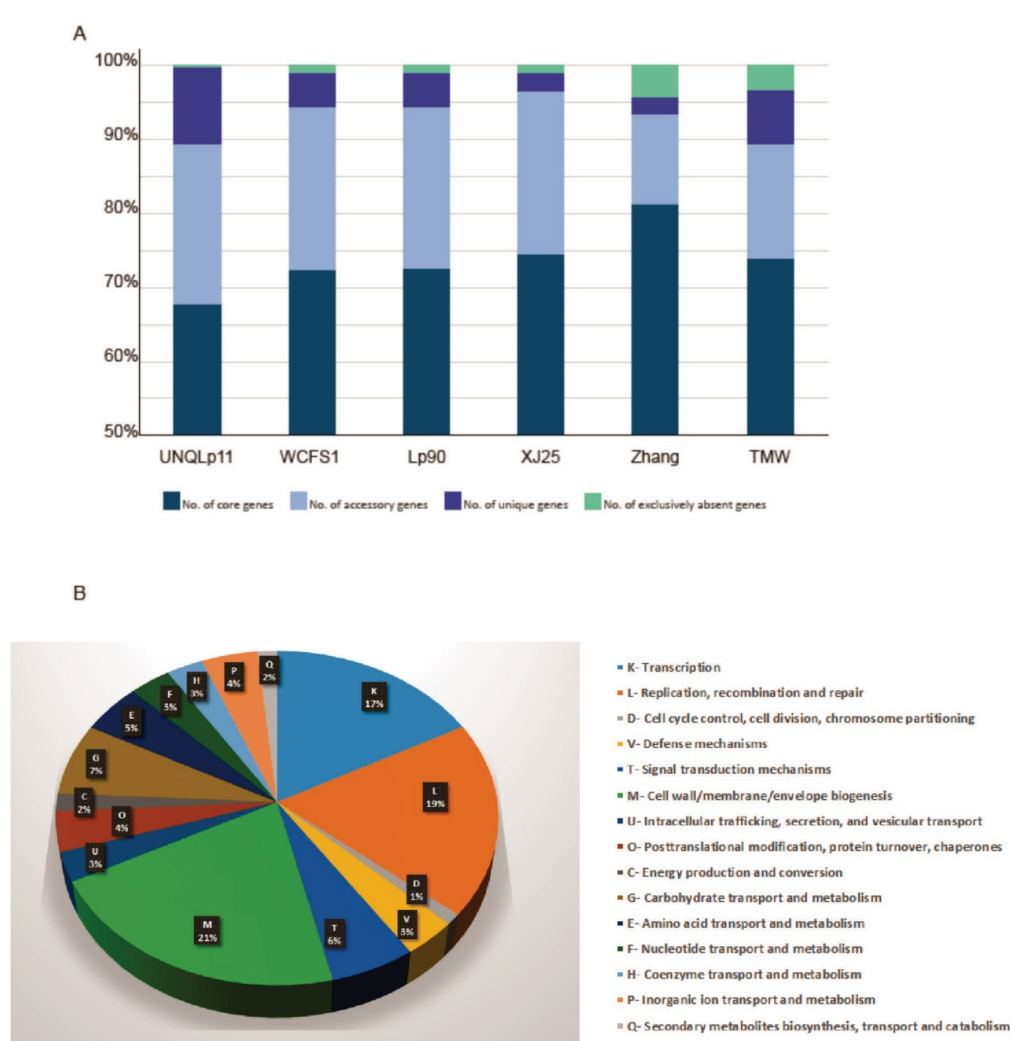 A
100%
90%
80%
70%
60%
50%
UNQLp11 WCFS1 Lp90 XJ25 Zhang TMW
No. of core genes No. of accessory genes No. of unique genes No. of exclusively absent genes
B
K 17%
L 19%
D 1%
V 3%
T 6%
M 21%
U 3%
O 4%
C 2%
G 7%
E 5%
F 3%
H 3%
P 4%
Q 2%
K- Transcription
L- Replication, recombination and repair
D- Cell cycle control, cell division, chromosome partitioning
V- Defense mechanisms
T- Signal transduction mechanisms
M- Cell wall/membrane/envelope biogenesis
U- Intracellular trafficking, secretion, and vesicular transport
O- Posttranslational modification, protein turnover, chaperones
C- Energy production and conversion
G- Carbohydrate transport and metabolism
E- Amino acid transport and metabolism
F- Nucleotide transport and metabolism
H- Coenzyme transport and metabolism
P- Inorganic ion transport and metabolism
Q- Secondary metabolites biosynthesis, transport and catabolism